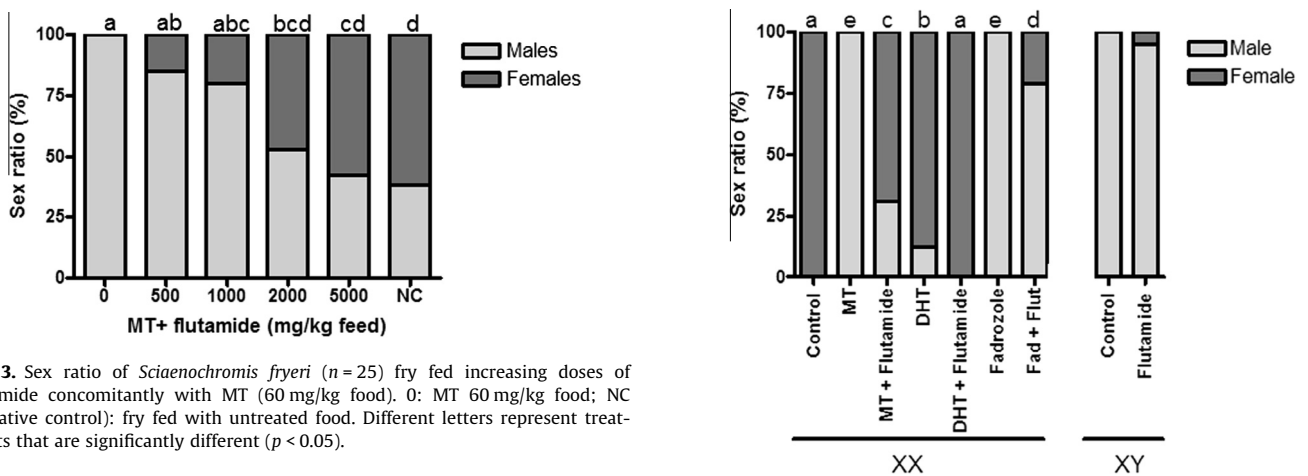 a ab abc bcd cd d
100
75
50
25
0
Sex ratio (%)
0 500 1000 2000 5000 NC
MT+ flutamide (mg/kg feed)
Males
Females
3. Sex ratio of Sciaenochromis fryeri (n = 25) fry fed increasing doses of
mide concomitantly with MT (60 mg/kg food). 0: MT 60 mg/kg food; NC
ative control): fry fed with untreated food. Different letters represent treat-
ts that are significantly different (p < 0.05).
a e c b a e d
100
75
50
25
0
Sex ratio (%)
Control
MT
MT + Flutamide
DHT
DHT + Flutamide
Fadrozole
Fad + Flut
XX
Control
Flutamide
XY
Male
Female